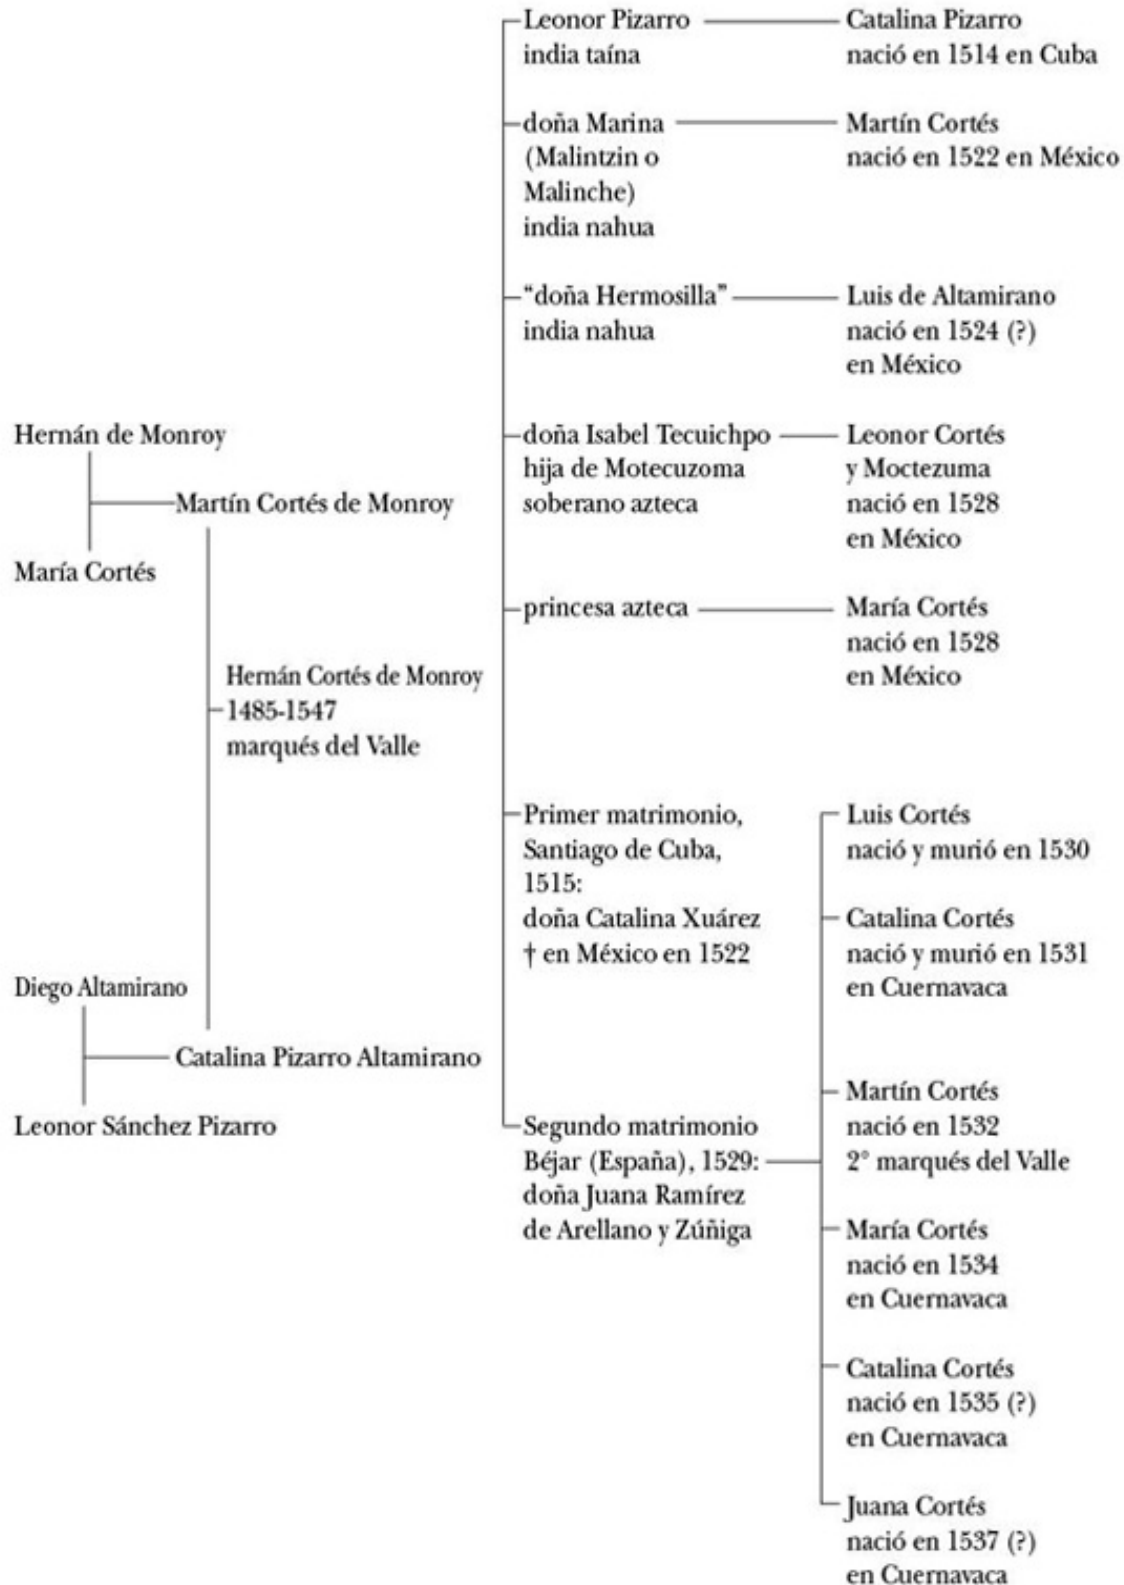 Hernán de Monroy
María Cortés
Martín Cortés de Monroy
Diego Altamirano
Leonor Sánchez Pizarro
Catalina Pizarro Altamirano
Hernán Cortés de Monroy
1485-1547
marqués del Valle
Leonor Pizarro
india taína
Catalina Pizarro
nació en 1514 en Cuba
doña Marina
(Malintzin o
Malinche)
india nahua
Martín Cortés
nació en 1522 en México
“doña Hermosilla”
india nahua
Luis de Altamirano
nació en 1524 (?)
en México
doña Isabel Tecuichpo
hija de Motecuzoma
soberano azteca
Leonor Cortés
y Moctezuma
nació en 1528
en México
princesa azteca
María Cortés
nació en 1528
en México
Primer matrimonio,
Santiago de Cuba,
1515:
doña Catalina Xuárez
† en México en 1522
Segundo matrimonio
Béjar (España), 1529:
doña Juana Ramírez
de Arellano y Zúñiga
Luis Cortés
nació y murió en 1530
Catalina Cortés
nació y murió en 1531
en Cuernavaca
Martín Cortés
nació en 1532
2° marqués del Valle
María Cortés
nació en 1534
en Cuernavaca
Catalina Cortés
nació en 1535 (?)
en Cuernavaca
Juana Cortés
nació en 1537 (?)
en Cuernavaca